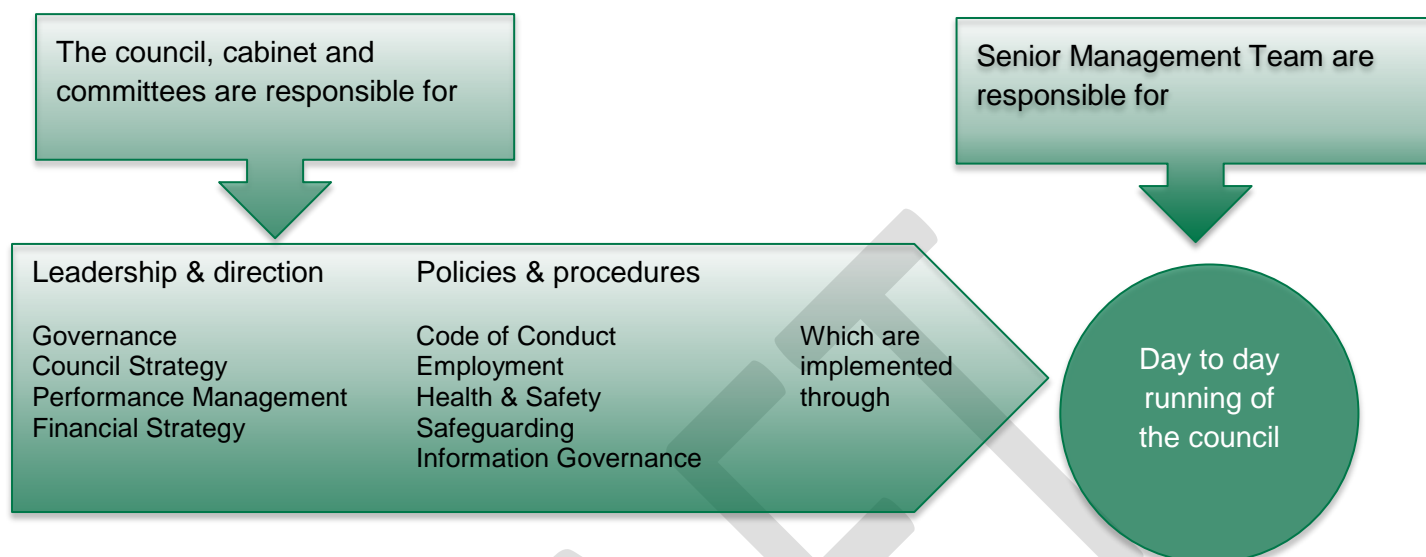 The council, cabinet and
committees are responsible for
Senior Management Team are
responsible for
Leadership & direction
Governance
Council Strategy
Performance Management
Financial Strategy
Policies & procedures
Code of Conduct
Employment
Health & Safety
Safeguarding
Information Governance
Which are
implemented
through
Day to day
running of
the council